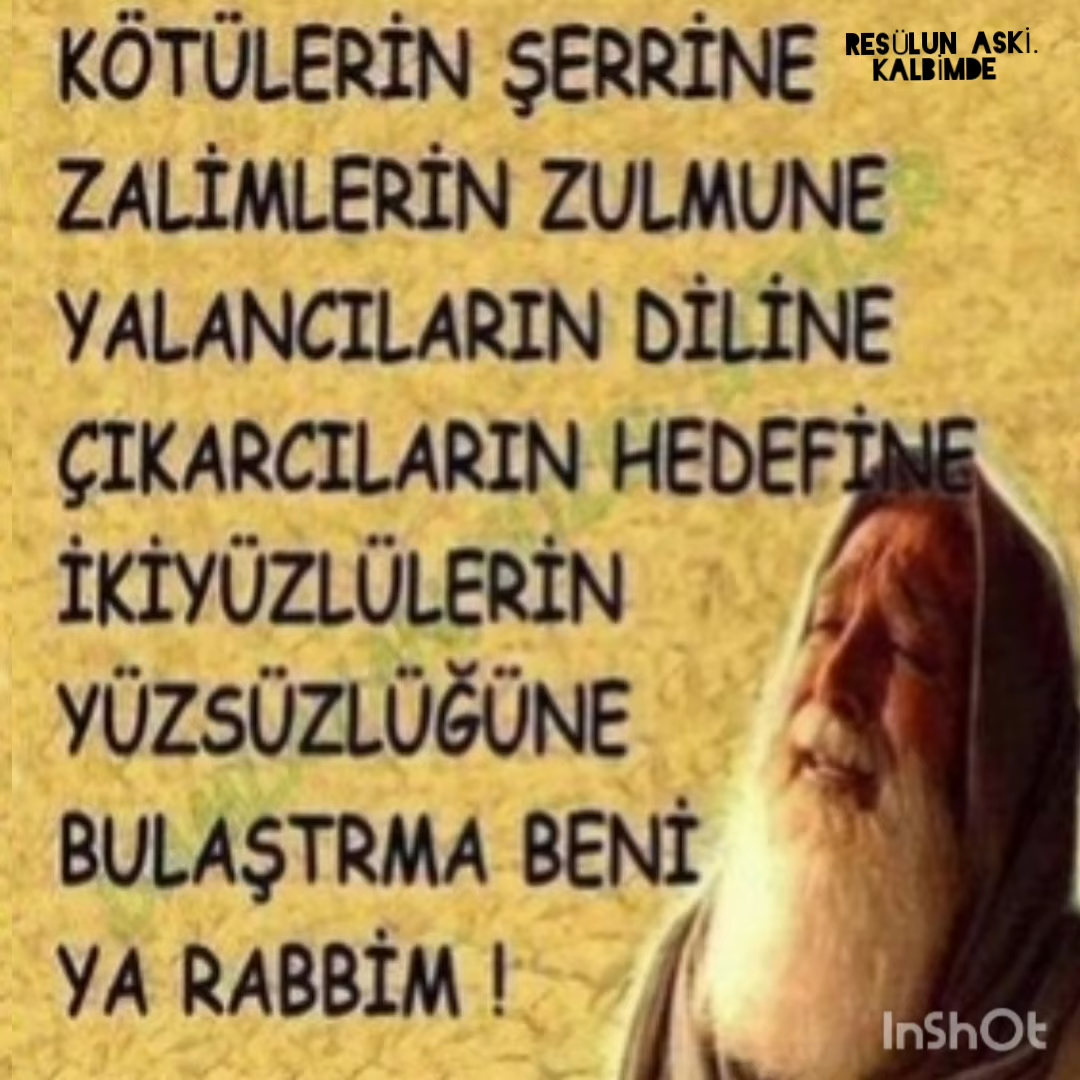 KÖTÜLERİN ŞERRİNE
RESÜLUN ASKİ.
KALBİMDE
ZALİMLERİN ZULMUNE
YALANCILARIN DİLİNE
ÇIKARCILARIN HEDEFİNE
İKİYÜZLÜLERİN
YÜZSÜZLÜĞÜNE
BULAŞTRMA BENİ
YA RABBİM !
InShOt